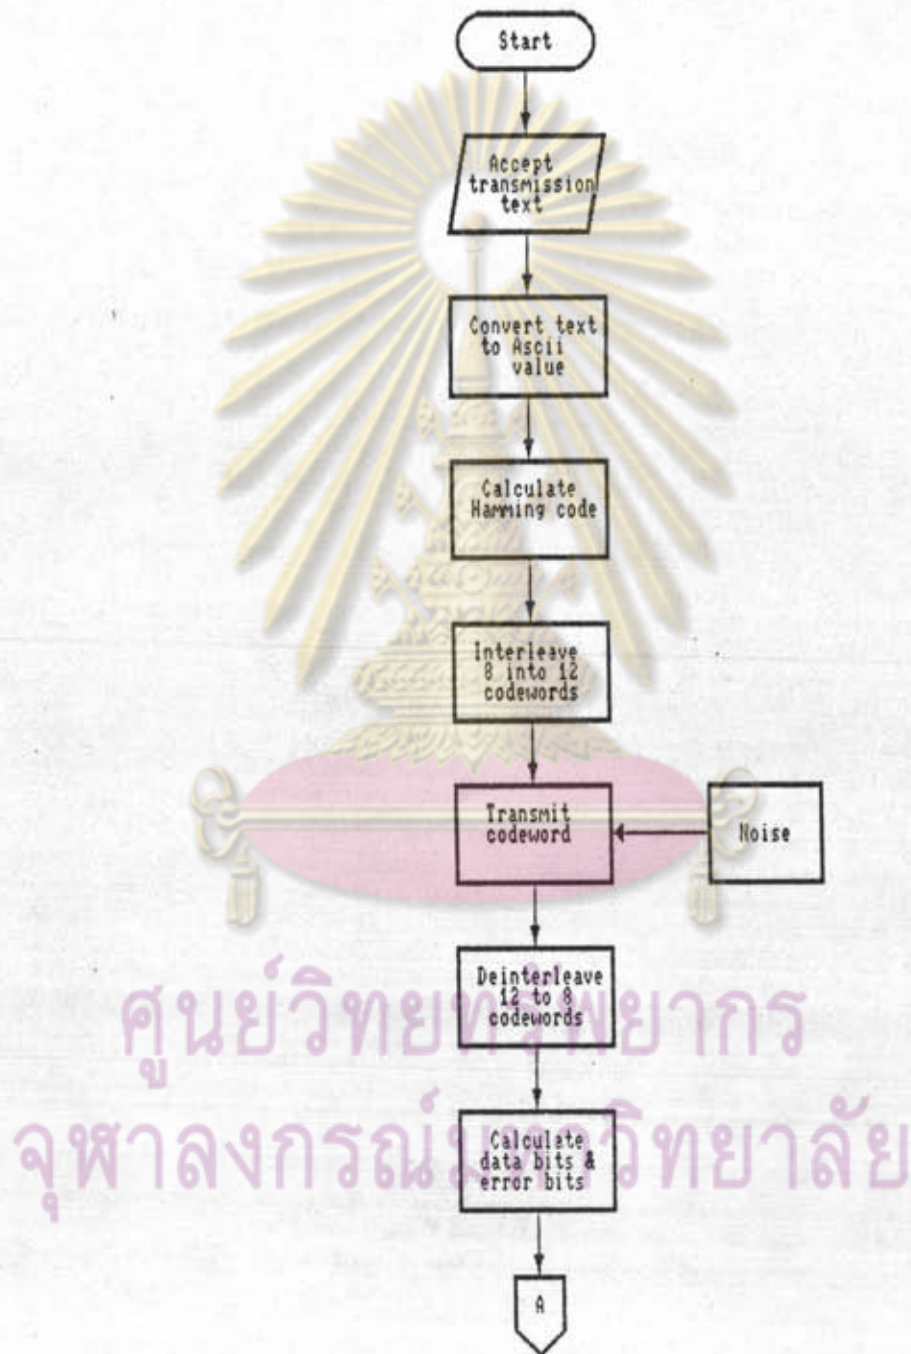 Start
Accept
transmission
text
Convert text
to Ascii
value
Calculate
Hamming code
Interleave
8 into 12
codewords
Transmit
codeword
Noise
Deinterleave
12 to 8
codewords
ศูนย์วิทยทรัพยากร
Calculate
data bits &
error bits
จุฬาลงกรณ์มหาวิทยาลัย
A